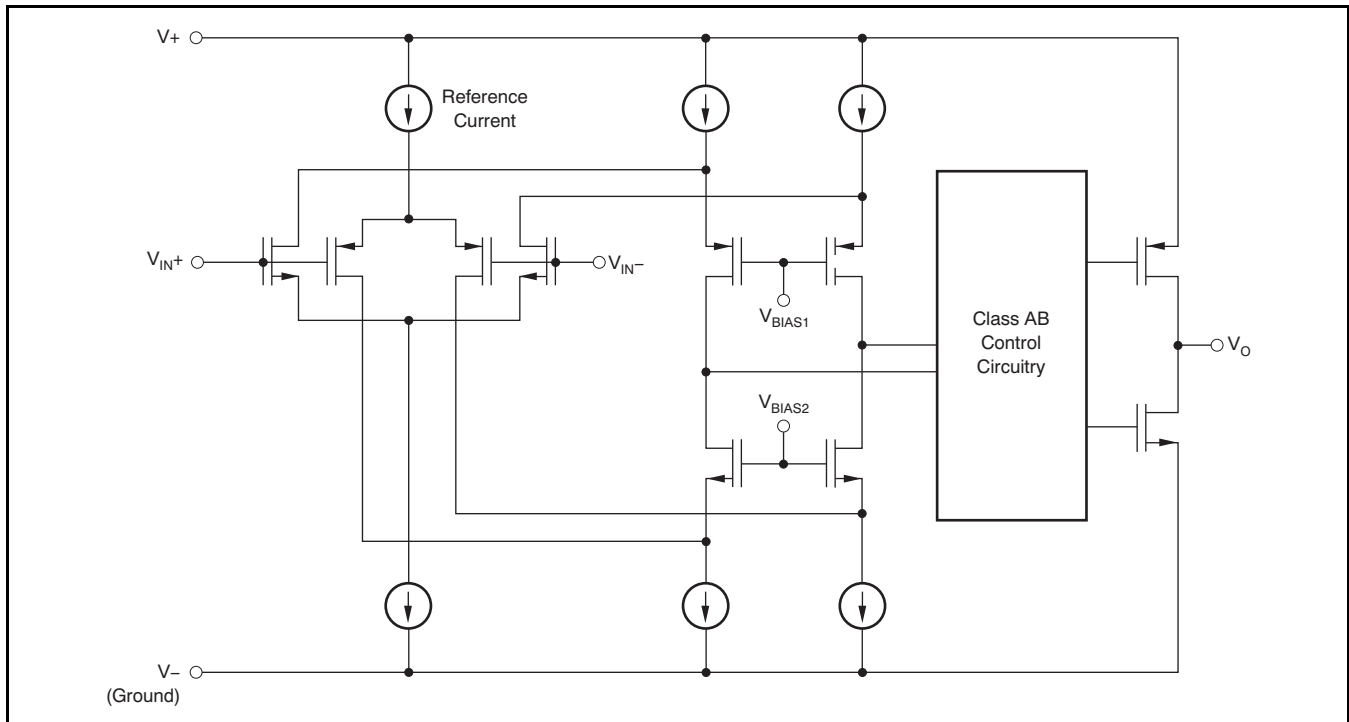 V+
Reference
Current
VIN+
VIN−
VBIAS1
Class AB
Control
Circuitry
VO
VBIAS2
V−
(Ground)